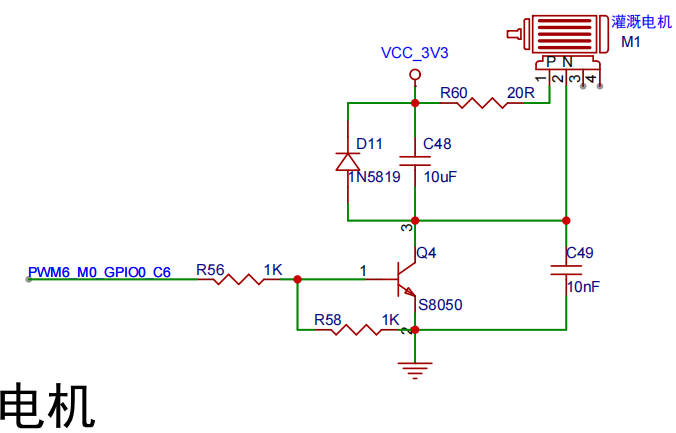 灌溉电机
M1
VCC_3V3
P N
1 2 3 4
R60 20R
D11
1N5819
C48
10uF
3
Q4
C49
10nF
PWM6_M0_GPIO0_C6
R56 1K
1
S8050
R58 1K
2
电机